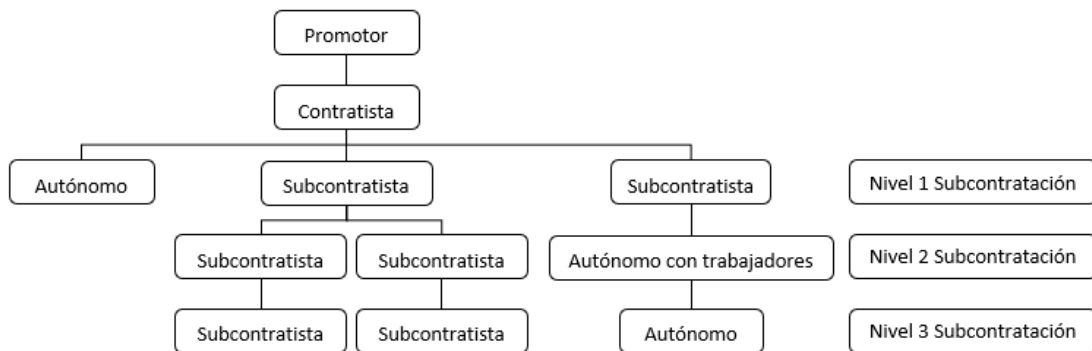 Promotor
Contratista
Autónomo
Subcontratista
Subcontratista
Nivel 1 Subcontratación
Subcontratista
Subcontratista
Autónomo con trabajadores
Nivel 2 Subcontratación
Subcontratista
Subcontratista
Autónomo
Nivel 3 Subcontratación